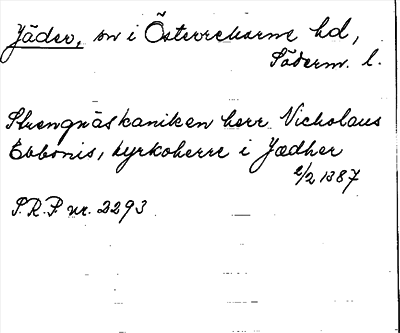 Jäder, sn i Österrekarne hd,
Söderm. l.
Strengnäskaniken herr Nicholaus
Ebbonis, kyrkoherre i Jædher
2/2 1387
S.R.P. nr. 2293